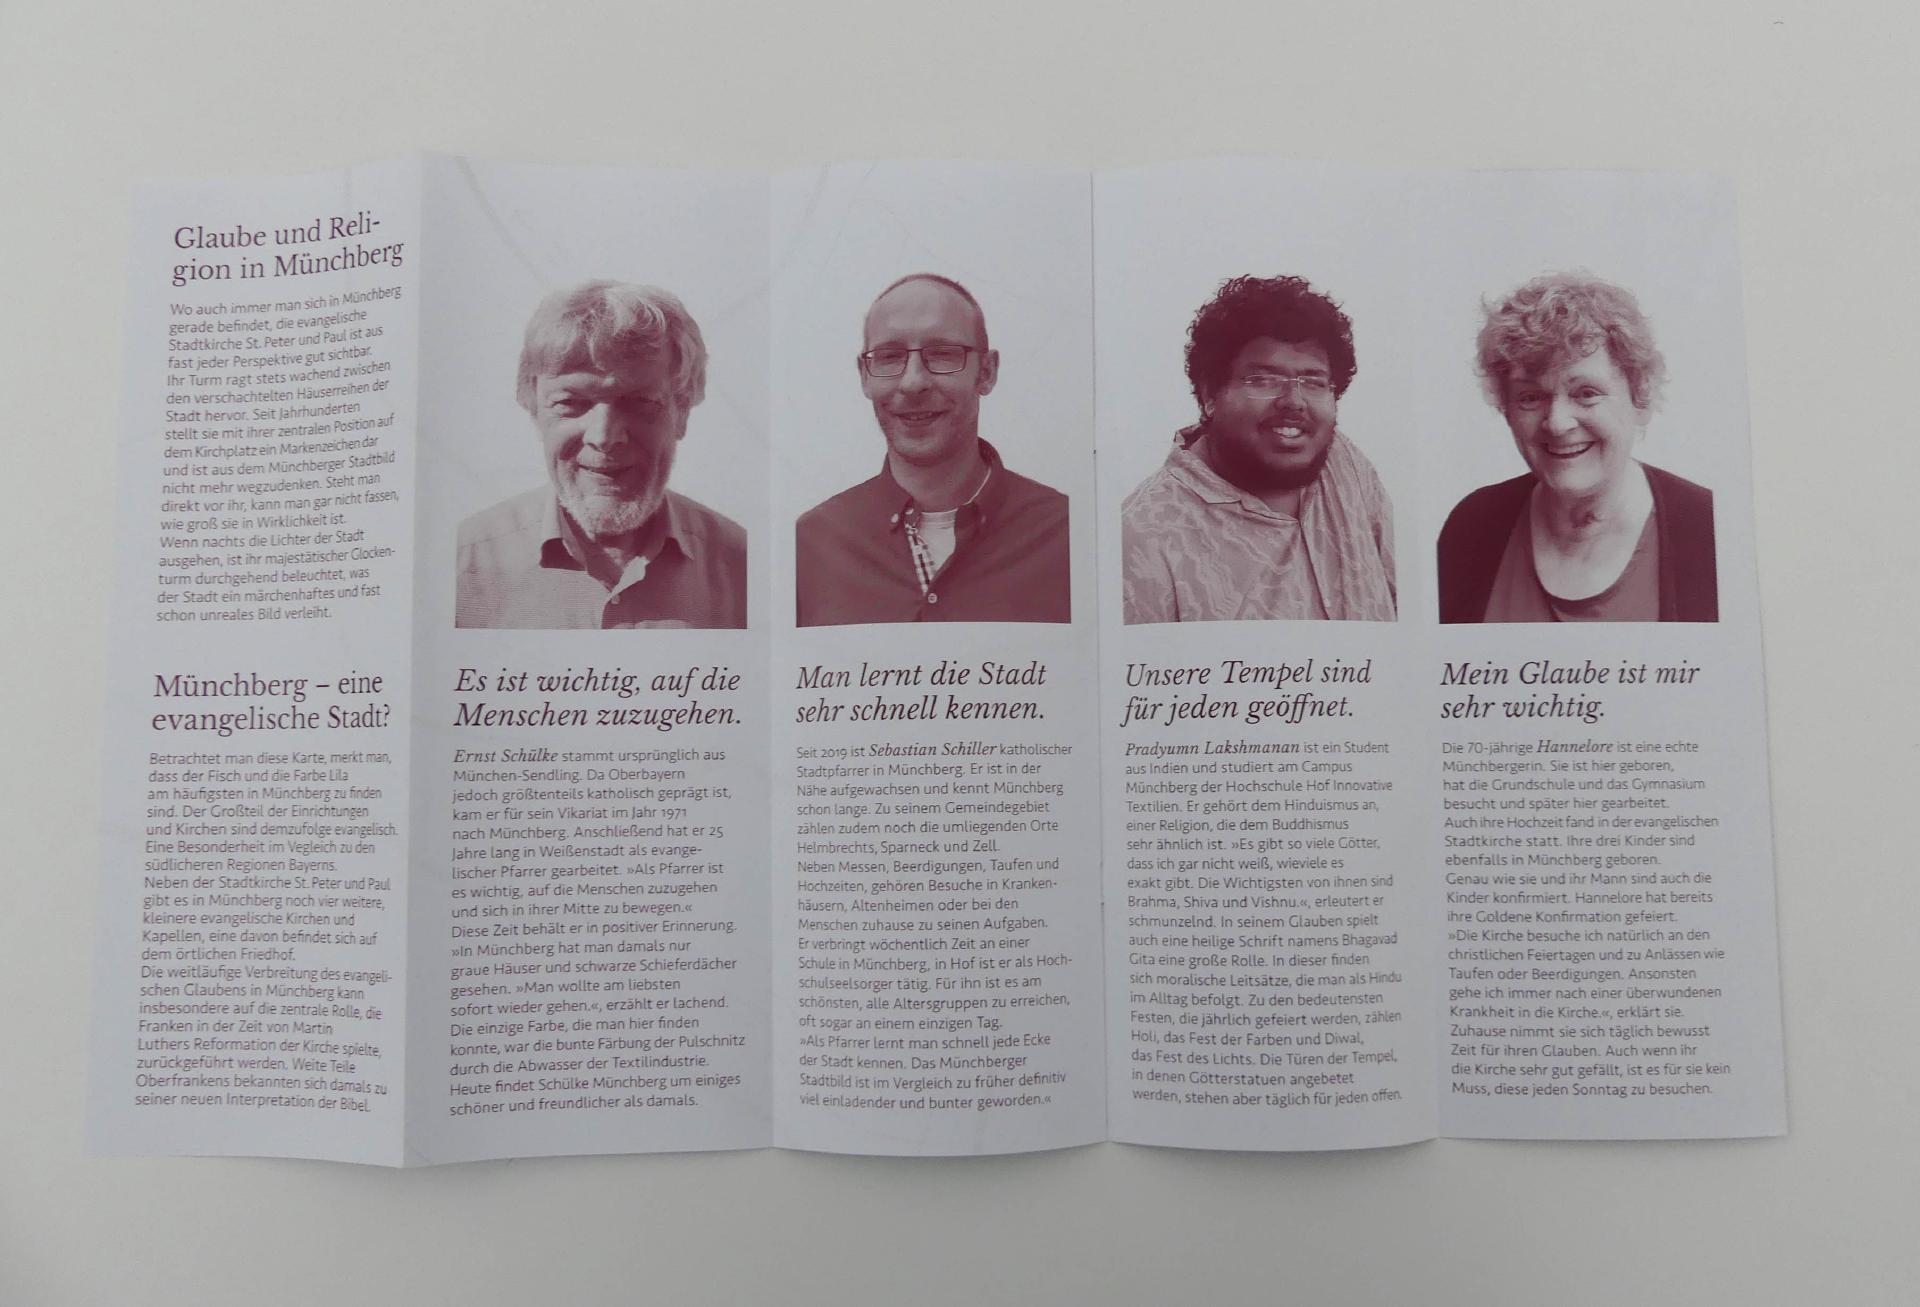 Glaube und Reli-
gion in Münchberg
Wo auch immer man sich in Münchberg
gerade befindet, die evangelische
Stadtkirche St. Peter und Paul ist aus
fast jeder Perspektive gut sichtbar.
Ihr Turm ragt stets wachend zwischen
den verschachtelten Häuserreihen der
Stadt hervor. Seit Jahrhunderten
stellt sie mit ihrer zentralen Position auf
dem Kirchplatz ein Markenzeichen dar
und ist aus dem Münchberger Stadtbild
nicht mehr wegzudenken. Steht man
direkt vor ihr, kann man gar nicht fassen,
wie groß sie in Wirklichkeit ist.
Wenn nachts die Lichter der Stadt
ausgehen, ist ihr majestätischer Glocken-
turm durchgehend beleuchtet, was
der Stadt ein märchenhaftes und fast
schon unreales Bild verleiht.
Münchberg – eine
evangelische Stadt?
Betrachtet man diese Karte, merkt man,
dass der Fisch und die Farbe Lila
am häufigsten in Münchberg zu finden
sind. Der Großteil der Einrichtungen
und Kirchen sind demzufolge evangelisch.
Eine Besonderheit im Vegleich zu den
südlicheren Regionen Bayerns.
Neben der Stadtkirche St. Peter und Paul
gibt es in Münchberg noch vier weitere,
kleinere evangelische Kirchen und
Kapellen, eine davon befindet sich auf
dem örtlichen Friedhof.
Die weitläufige Verbreitung des evangeli-
schen Glaubens in Münchberg kann
insbesondere auf die zentrale Rolle, die
Franken in der Zeit von Martin
Luthers Reformation der Kirche spielte,
zurückgeführt werden. Weite Teile
Oberfrankens bekannten sich damals zu
seiner neuen Interpretation der Bibel.
Es ist wichtig, auf die
Menschen zuzugehen.
Ernst Schülke stammt ursprünglich aus
München-Sendling. Da Oberbayern
jedoch größtenteils katholisch geprägt ist,
kam er für sein Vikariat im Jahr 1971
nach Münchberg. Anschließend hat er 25
Jahre lang in Weißenstadt als evange-
lischer Pfarrer gearbeitet. »Als Pfarrer ist
es wichtig, auf die Menschen zuzugehen
und sich in ihrer Mitte zu bewegen.«
Diese Zeit behält er in positiver Erinnerung.
»In Münchberg hat man damals nur
graue Häuser und schwarze Schieferdächer
gesehen. »Man wollte am liebsten
sofort wieder gehen.«, erzählt er lachend.
Die einzige Farbe, die man hier finden
konnte, war die bunte Färbung der Pulschnitz
durch die Abwasser der Textilindustrie.
Heute findet Schülke Münchberg um einiges
schöner und freundlicher als damals.
Man lernt die Stadt
sehr schnell kennen.
Seit 2019 ist Sebastian Schiller katholischer
Stadtpfarrer in Münchberg. Er ist in der
Nähe aufgewachsen und kennt Münchberg
schon lange. Zu seinem Gemeindegebiet
zählen zudem noch die umliegenden Orte
Helmbrechts, Sparneck und Zell.
Neben Messen, Beerdigungen, Taufen und
Hochzeiten, gehören Besuche in Kranken-
häusern, Altenheimen oder bei den
Menschen zuhause zu seinen Aufgaben.
Er verbringt wöchentlich Zeit an einer
Schule in Münchberg, in Hof ist er als Hoch-
schulseelsorger tätig. Für ihn ist es am
schönsten, alle Altersgruppen zu erreichen,
oft sogar an einem einzigen Tag.
»Als Pfarrer lernt man schnell jede Ecke
der Stadt kennen. Das Münchberger
Stadtbild ist im Vergleich zu früher definitiv
viel einladender und bunter geworden.«
Unsere Tempel sind
für jeden geöffnet.
Pradyumn Lakshmanan ist ein Student
aus Indien und studiert am Campus
Münchberg der Hochschule Hof Innovative
Textilien. Er gehört dem Hinduismus an,
einer Religion, die dem Buddhismus
sehr ähnlich ist. »Es gibt so viele Götter,
dass ich gar nicht weiß, wieviele es
exakt gibt. Die Wichtigsten von ihnen sind
Brahma, Shiva und Vishnu.«, erleutert er
schmunzelnd. In seinem Glauben spielt
auch eine heilige Schrift namens Bhagavad
Gita eine große Rolle. In dieser finden
sich moralische Leitsätze, die man als Hindu
im Alltag befolgt. Zu den bedeutensten
Festen, die jährlich gefeiert werden, zählen
Holi, das Fest der Farben und Diwal,
das Fest des Lichts. Die Türen der Tempel,
in denen Götterstatuen angebetet
werden, stehen aber täglich für jeden offen.
Mein Glaube ist mir
sehr wichtig.
Die 70-jährige Hannelore ist eine echte
Münchbergerin. Sie ist hier geboren,
hat die Grundschule und das Gymnasium
besucht und später hier gearbeitet.
Auch ihre Hochzeit fand in der evangelischen
Stadtkirche statt. Ihre drei Kinder sind
ebenfalls in Münchberg geboren.
Genau wie sie und ihr Mann sind auch die
Kinder konfirmiert. Hannelore hat bereits
ihre Goldene Konfirmation gefeiert.
»Die Kirche besuche ich natürlich an den
christlichen Feiertagen und zu Anlässen wie
Taufen oder Beerdigungen. Ansonsten
gehe ich immer nach einer überwundenen
Krankheit in die Kirche.«, erklärt sie.
Zuhause nimmt sie sich täglich bewusst
Zeit für ihren Glauben. Auch wenn ihr
die Kirche sehr gut gefällt, ist es für sie kein
Muss, diese jeden Sonntag zu besuchen.